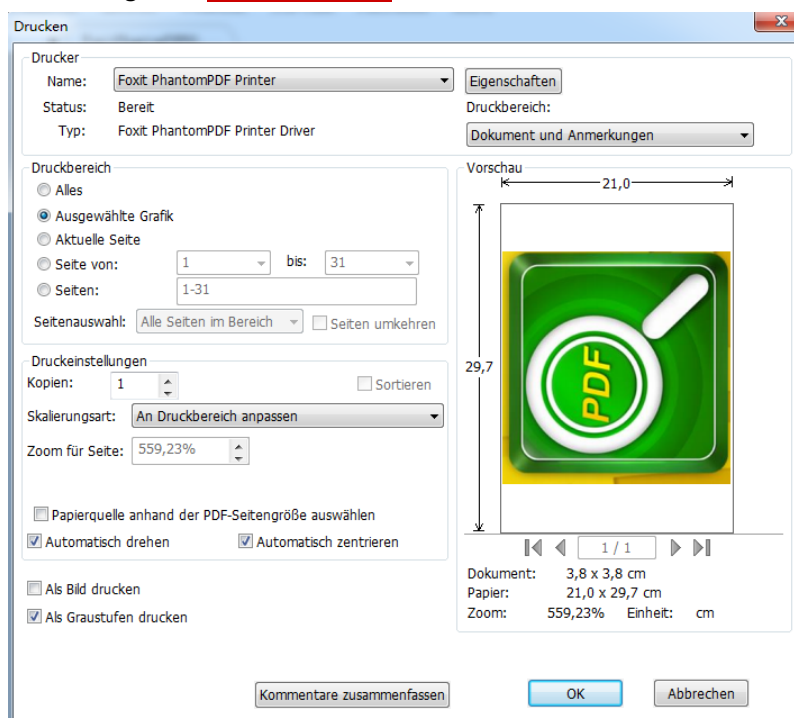 Drucken
Drucker
Name: Foxit PhantomPDF Printer Eigenschaften
Status: Bereit Druckbereich:
Typ: Foxit PhantomPDF Printer Driver Dokument und Anmerkungen
Druckbereich
Alles
Ausgewählte Grafik
Aktuelle Seite
Seite von: 1 bis: 31
Seiten: 1-31
Seitenauswahl: Alle Seiten im Bereich Seiten umkehren
Druckeinstellungen
Kopien: 1 Sortieren
Skalierungsart: An Druckbereich anpassen
Zoom für Seite: 559,23%
Papierquelle anhand der PDF-Seitengröße auswählen
Automatisch drehen Automatisch zentrieren
Als Bild drucken
Als Graustufen drucken
Vorschau
21,0
29,7
PDF
1 / 1
Dokument: 3,8 x 3,8 cm
Papier: 21,0 x 29,7 cm
Zoom: 559,23% Einheit: cm
Kommentare zusammenfassen OK Abbrechen